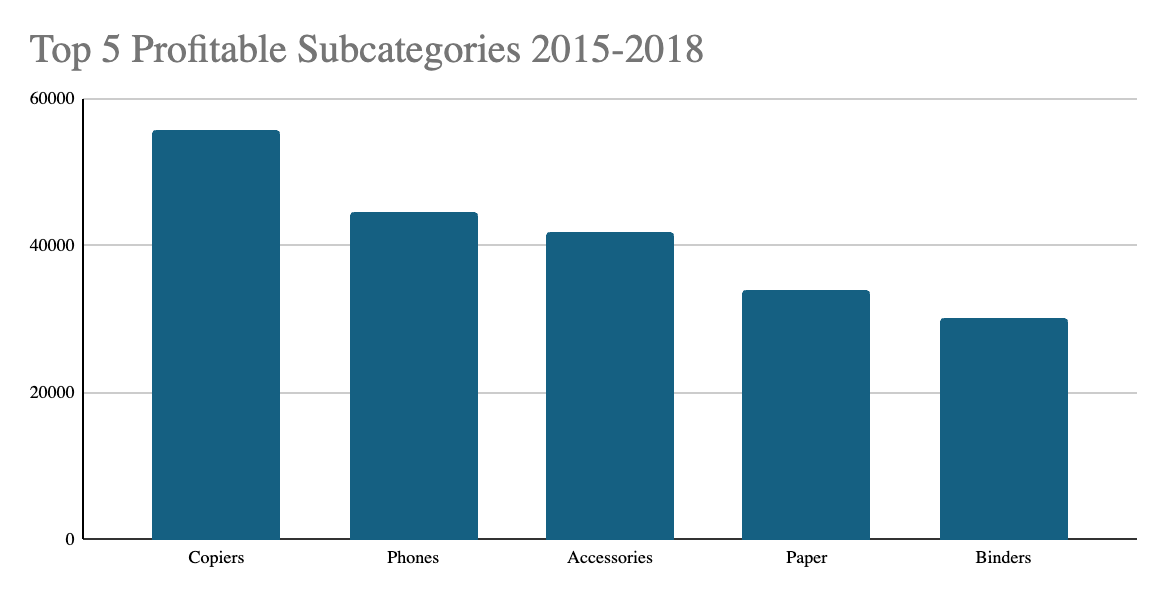 Top 5 Profitable Subcategories 2015-2018
60000
40000
20000
0
Copiers Phones Accessories Paper Binders